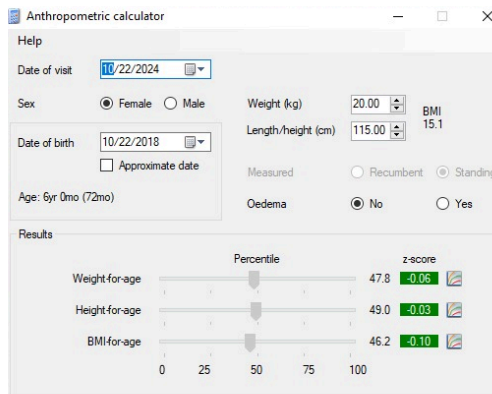 Anthropometric calculator
Help
Date of visit 10/22/2024
Sex Female Male Weight (kg) 20.00 BMI
15.1
Length/height (cm) 115.00
Date of birth 10/22/2018
Approximate date
Measured Recumbent Standing
Age: 6yr 0mo (72mo)
Oedema No Yes
Results
Percentile z-score
Weight-for-age 47.8 -0.06
Height-for-age 49.0 -0.03
BMI-for-age 46.2 -0.10
0 25 50 75 100